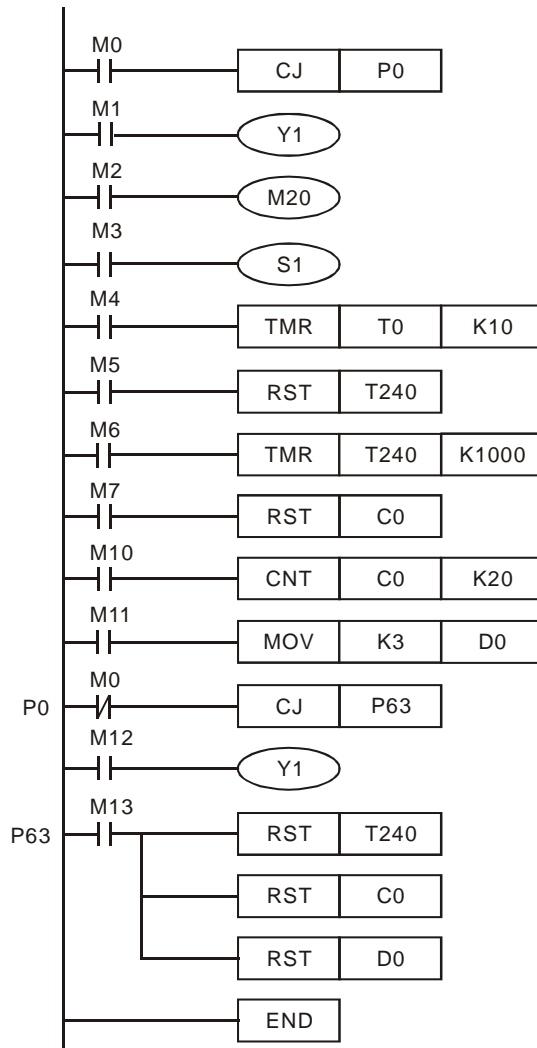 M0
CJ P0
M1
Y1
M2
M20
M3
S1
M4
TMR T0 K10
M5
RST T240
M6
TMR T240 K1000
M7
RST C0
M10
CNT C0 K20
M11
MOV K3 D0
M0
P0 CJ P63
M12
Y1
M13
P63 RST T240
RST C0
RST D0
END